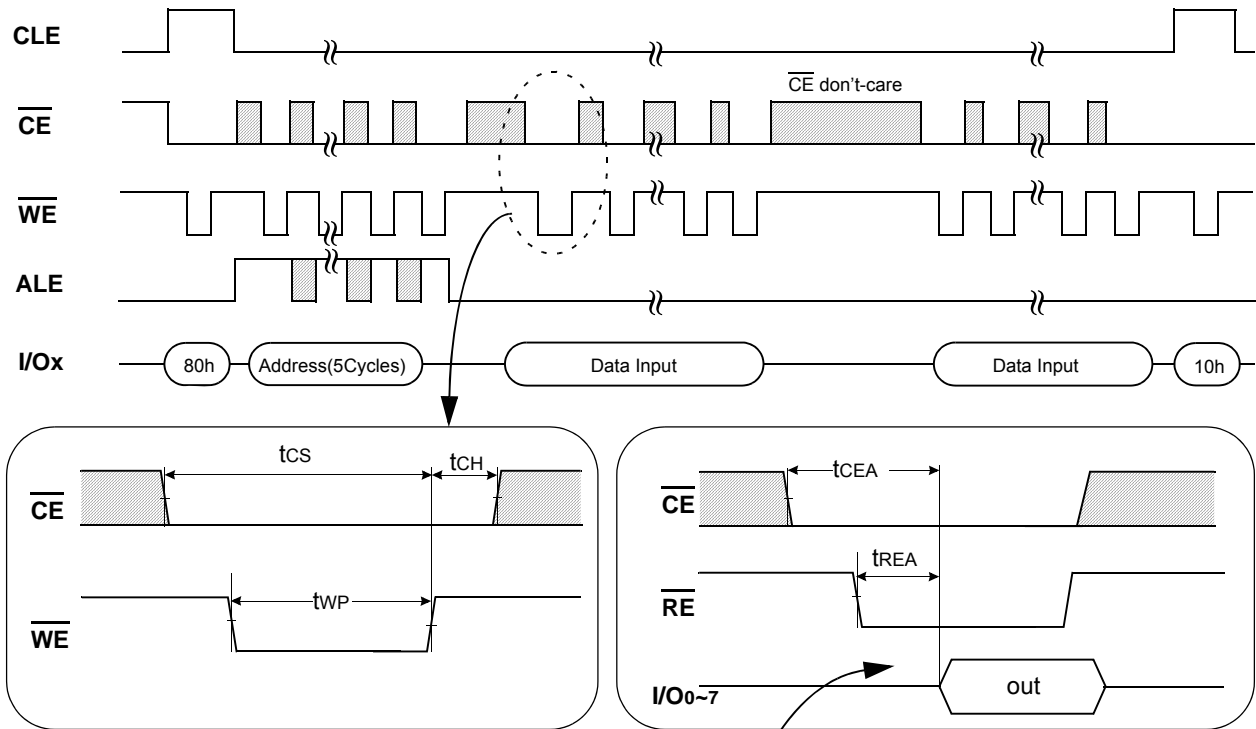 CLE
CE don't-care
CE
WE
ALE
I/Ox
80h
Address(5Cycles)
Data Input
Data Input
10h
tCS
tCH
CE
tWP
WE
tCEA
CE
tREA
RE
I/O0~7
out